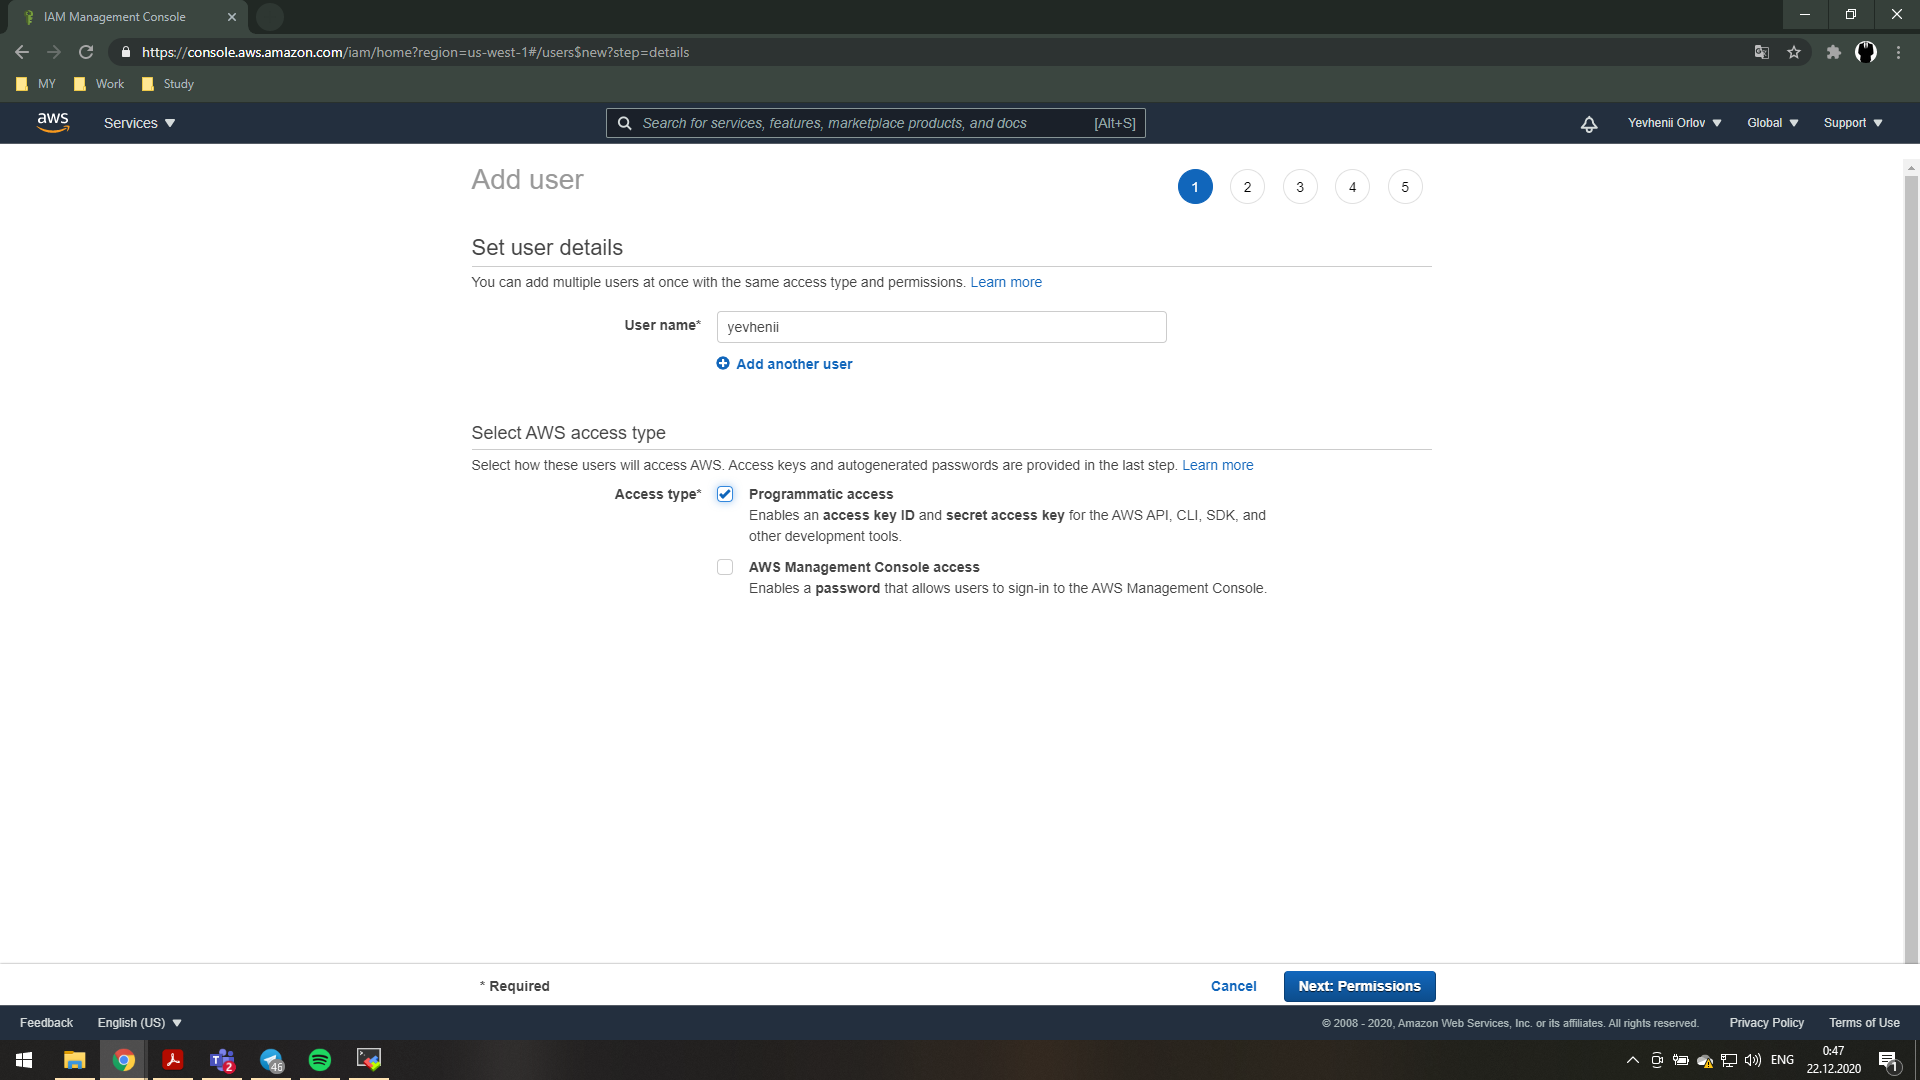 IAM Management Console
https://console.aws.amazon.com/iam/home?region=us-west-1#/users$new?step=details
MY
Work
Study
aws
Services
Search for services, features, marketplace products, and docs
[Alt+S]
Yevhenii Orlov
Global
Support
Add user
1
2
3
4
5
Set user details
You can add multiple users at once with the same access type and permissions. Learn more
User name*
yevhenii
Add another user
Select AWS access type
Select how these users will access AWS. Access keys and autogenerated passwords are provided in the last step. Learn more
Access type*
Programmatic access
Enables an access key ID and secret access key for the AWS API, CLI, SDK, and
other development tools.
AWS Management Console access
Enables a password that allows users to sign-in to the AWS Management Console.
* Required
Cancel
Next: Permissions
Feedback
English (US)
© 2008 - 2020, Amazon Web Services, Inc. or its affiliates. All rights reserved.
Privacy Policy
Terms of Use
2
46
ENG
0:47
22.12.2020
1